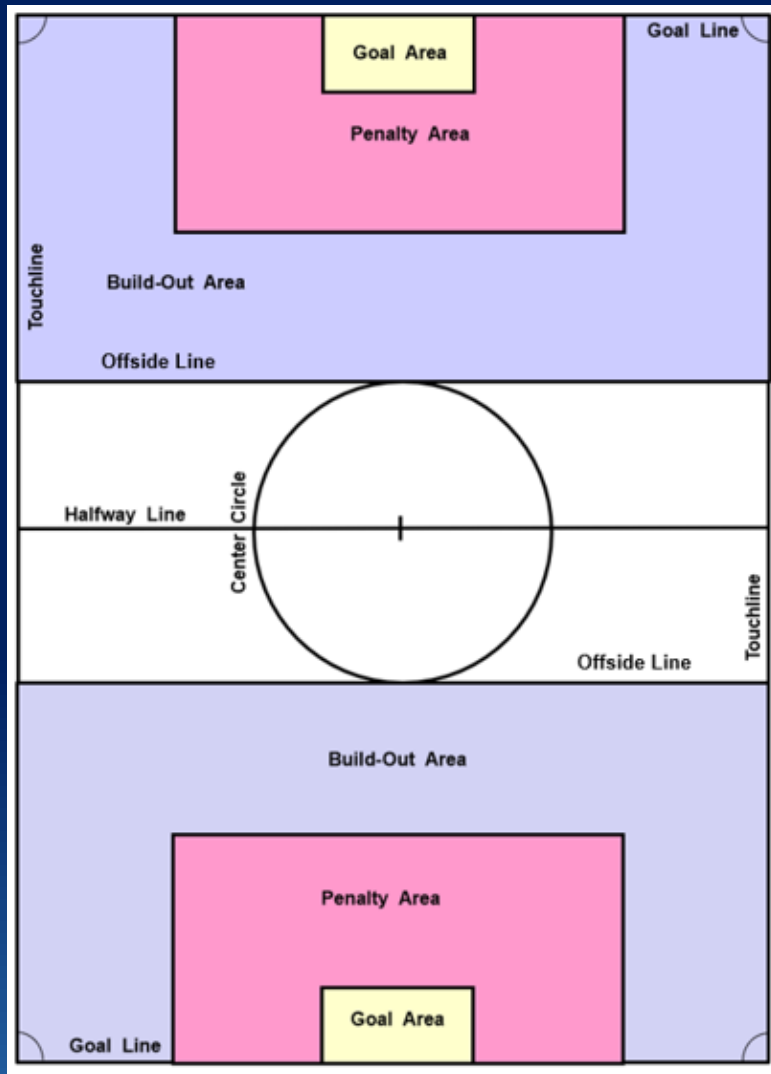 Goal Line
Goal Area
Penalty Area
Touchline
Build-Out Area
Offside Line
Halfway Line
Center Circle
Touchline
Offside Line
Build-Out Area
Penalty Area
Goal Area
Goal Line